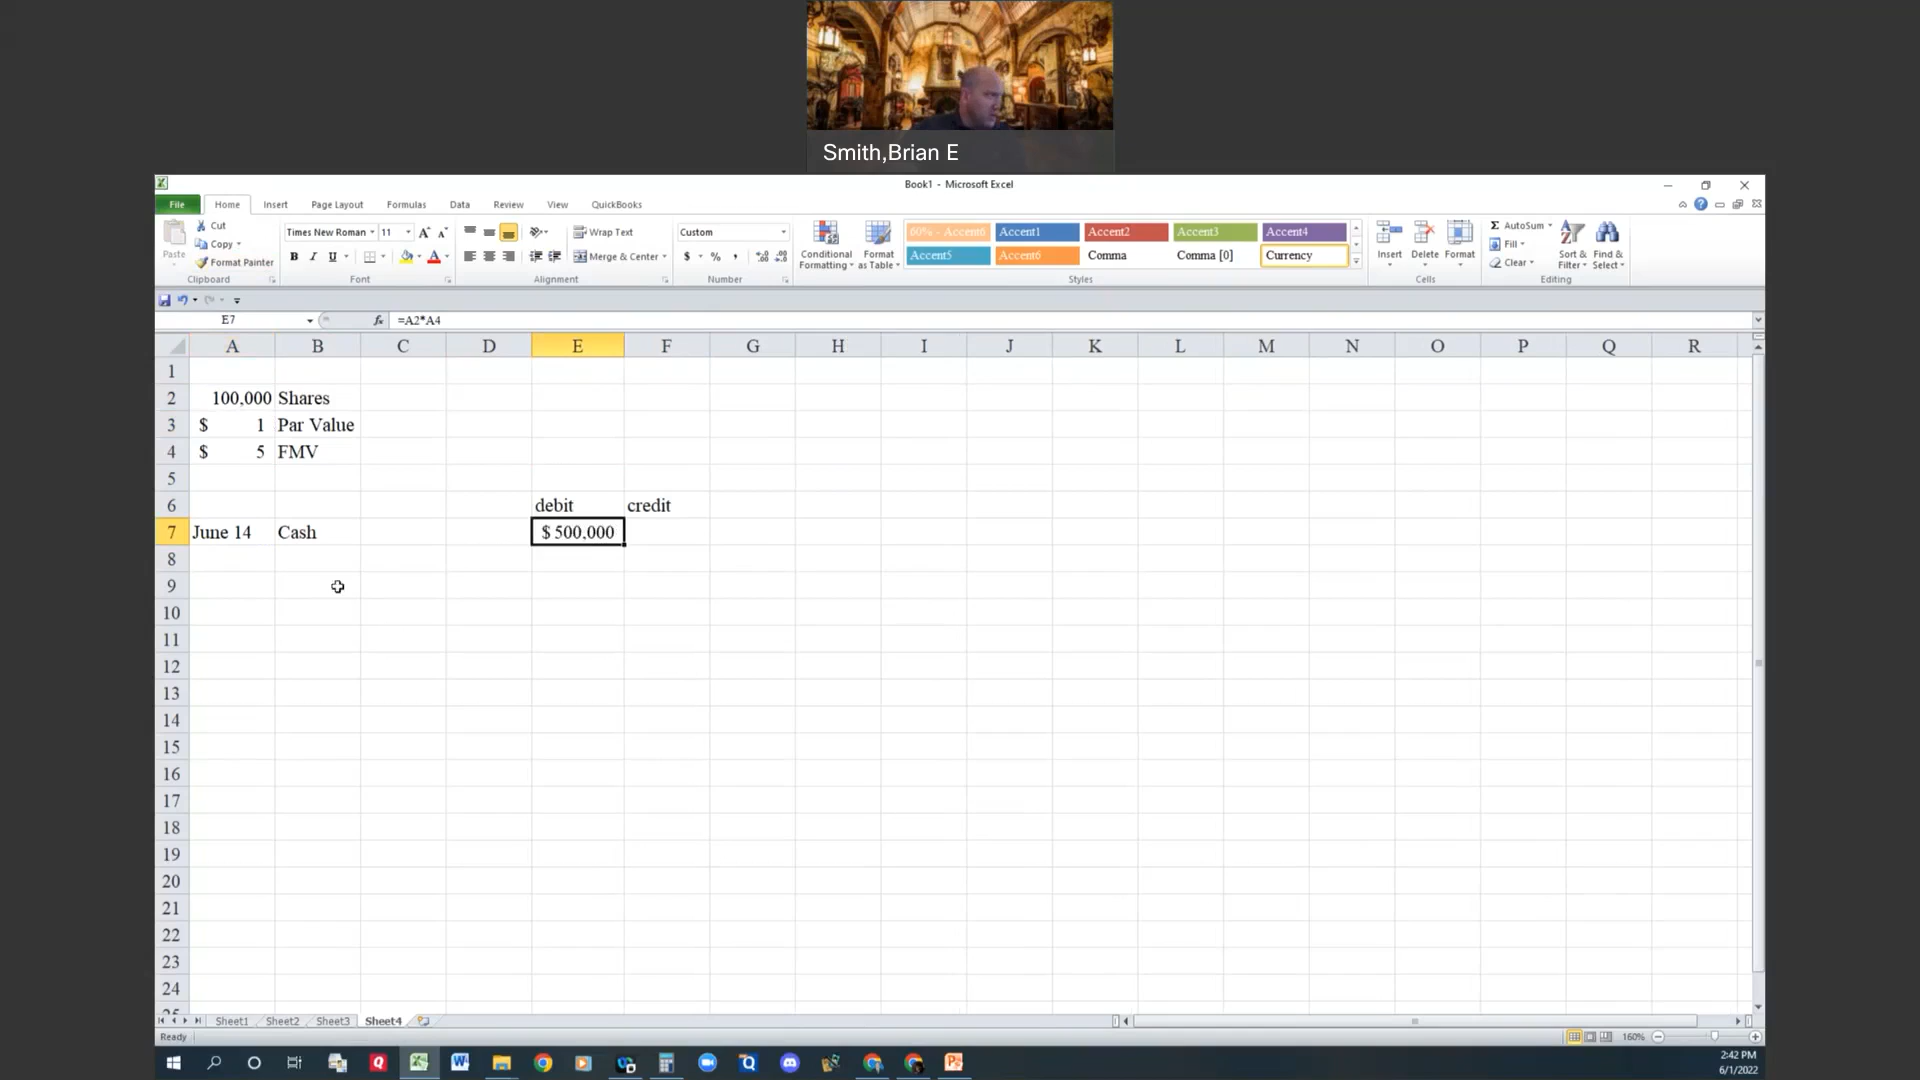 Smith,Brian E
Book1 - Microsoft Excel
File Home Insert Page Layout Formulas Data Review View QuickBooks
Cut
Copy
Format Painter
Paste
Clipboard
Times New Roman 11
B I U
Font
Wrap Text
Merge & Center
Alignment
Custom
$ % ,
Number
Conditional Formatting
Format as Table
60% - Accent6 Accent1 Accent2 Accent3 Accent4
Accent5 Accent6 Comma Comma [0] Currency
Styles
Insert Delete Format
Cells
AutoSum
Fill
Clear
Sort & Filter
Find & Select
Editing
E7 fx =A2*A4
A B C D E F G H I J K L M N O P Q R
1
2 100,000 Shares
3 $ 1 Par Value
4 $ 5 FMV
5
6 debit credit
7 June 14 Cash $ 500,000
8
9
10
11
12
13
14
15
16
17
18
19
20
21
22
23
24
25
Sheet1 Sheet2 Sheet3 Sheet4
Ready 160%
2:42 PM
6/1/2022